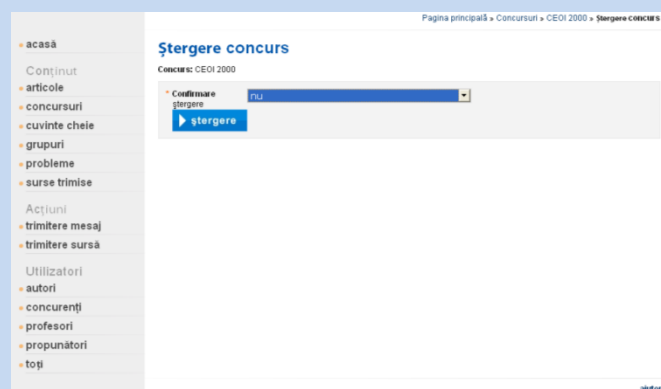 Pagina principală » Concursuri » CEOI 2000 » Ştergere concurs
acasă
Conţinut
articole
concursuri
cuvinte cheie
grupuri
probleme
surse trimise
Acţiuni
trimitere mesaj
trimitere sursă
Utilizatori
autori
concurenţi
profesori
propunători
toţi
Ştergere concurs
Concurs: CEOI 2000
* Confirmare
ştergere
nu
ştergere